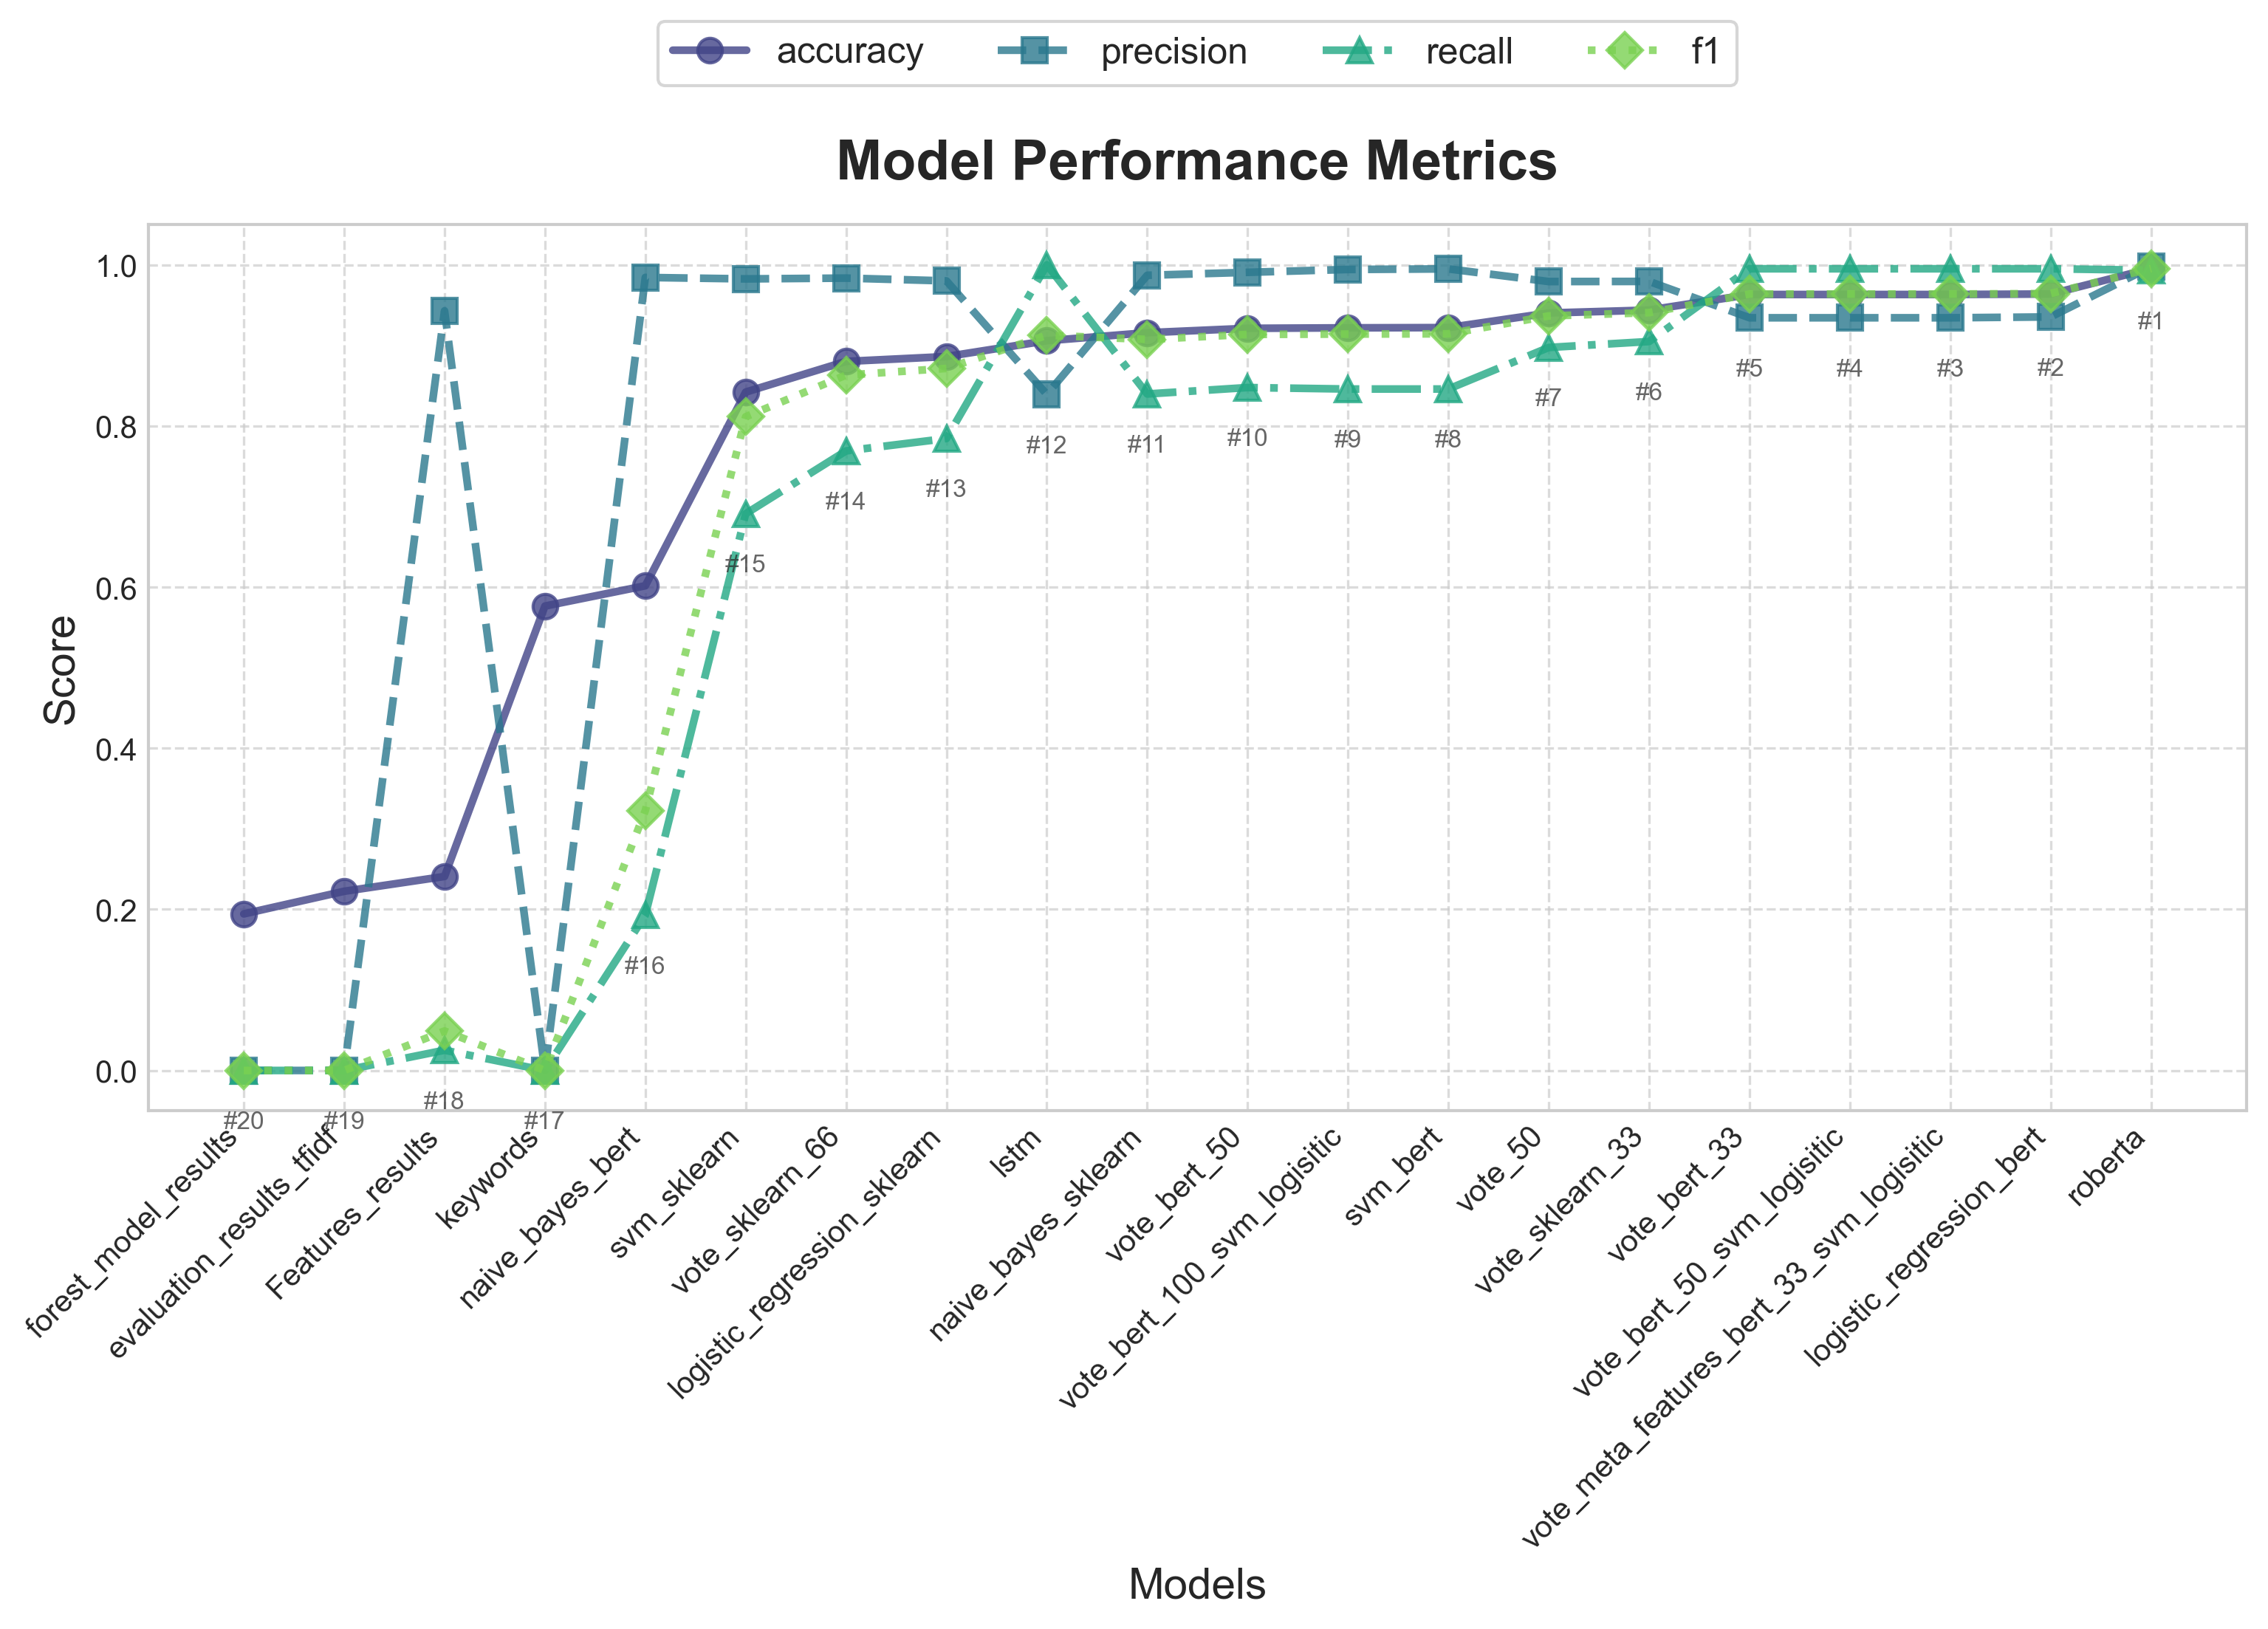 accuracy precision recall f1
Model Performance Metrics
Score
1.0
0.8
0.6
0.4
0.2
0.0
#20 #19 #18 #17 #16 #15 #14 #13 #12 #11 #10 #9 #8 #7 #6 #5 #4 #3 #2 #1
forest_model_results
evaluation_results_tfidf
Features_results
keywords
naive_bayes_bert
svm_sklearn
vote_sklearn_66
logistic_regression_sklearn
lstm
naive_bayes_sklearn
vote_bert_50
vote_bert_100_svm_logisitic
svm_bert
vote_50
vote_sklearn_33
vote_bert_33
vote_bert_50_svm_logisitic
vote_meta_features_bert_33_svm_logisitic
logistic_regression_bert
roberta
Models